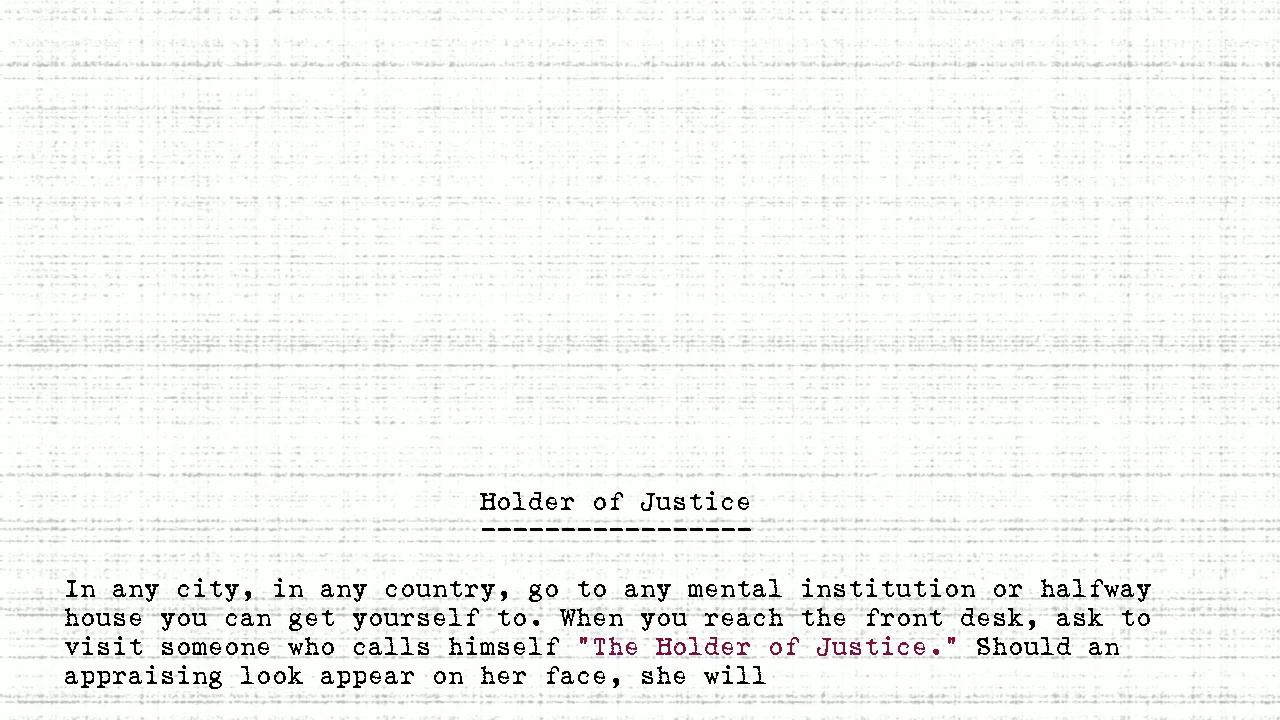 Holder of Justice
-----------------
In any city, in any country, go to any mental institution or halfway
house you can get yourself to. When you reach the front desk, ask to
visit someone who calls himself "The Holder of Justice." Should an
appraising look appear on her face, she will